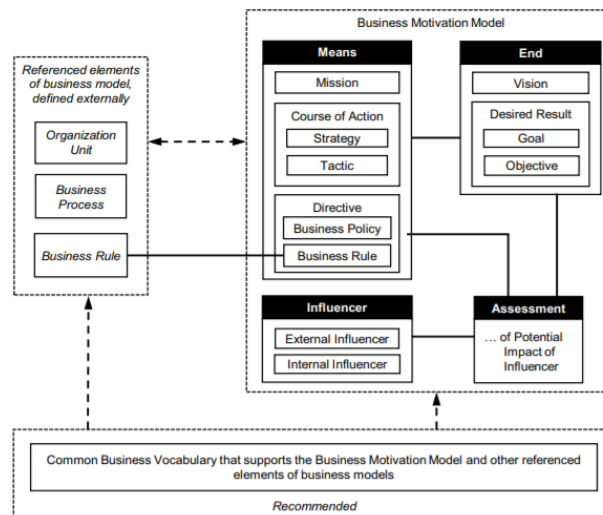 Business Motivation Model
Referenced elements
of business model,
defined externally
Organization
Unit
Business
Process
Business Rule
Means
Mission
Course of Action
Strategy
Tactic
Directive
Business Policy
Business Rule
End
Vision
Desired Result
Goal
Objective
Influencer
External Influencer
Internal Influencer
Assessment
... of Potential
Impact of
Influencer
Common Business Vocabulary that supports the Business Motivation Model and other referenced
elements of business models
Recommended